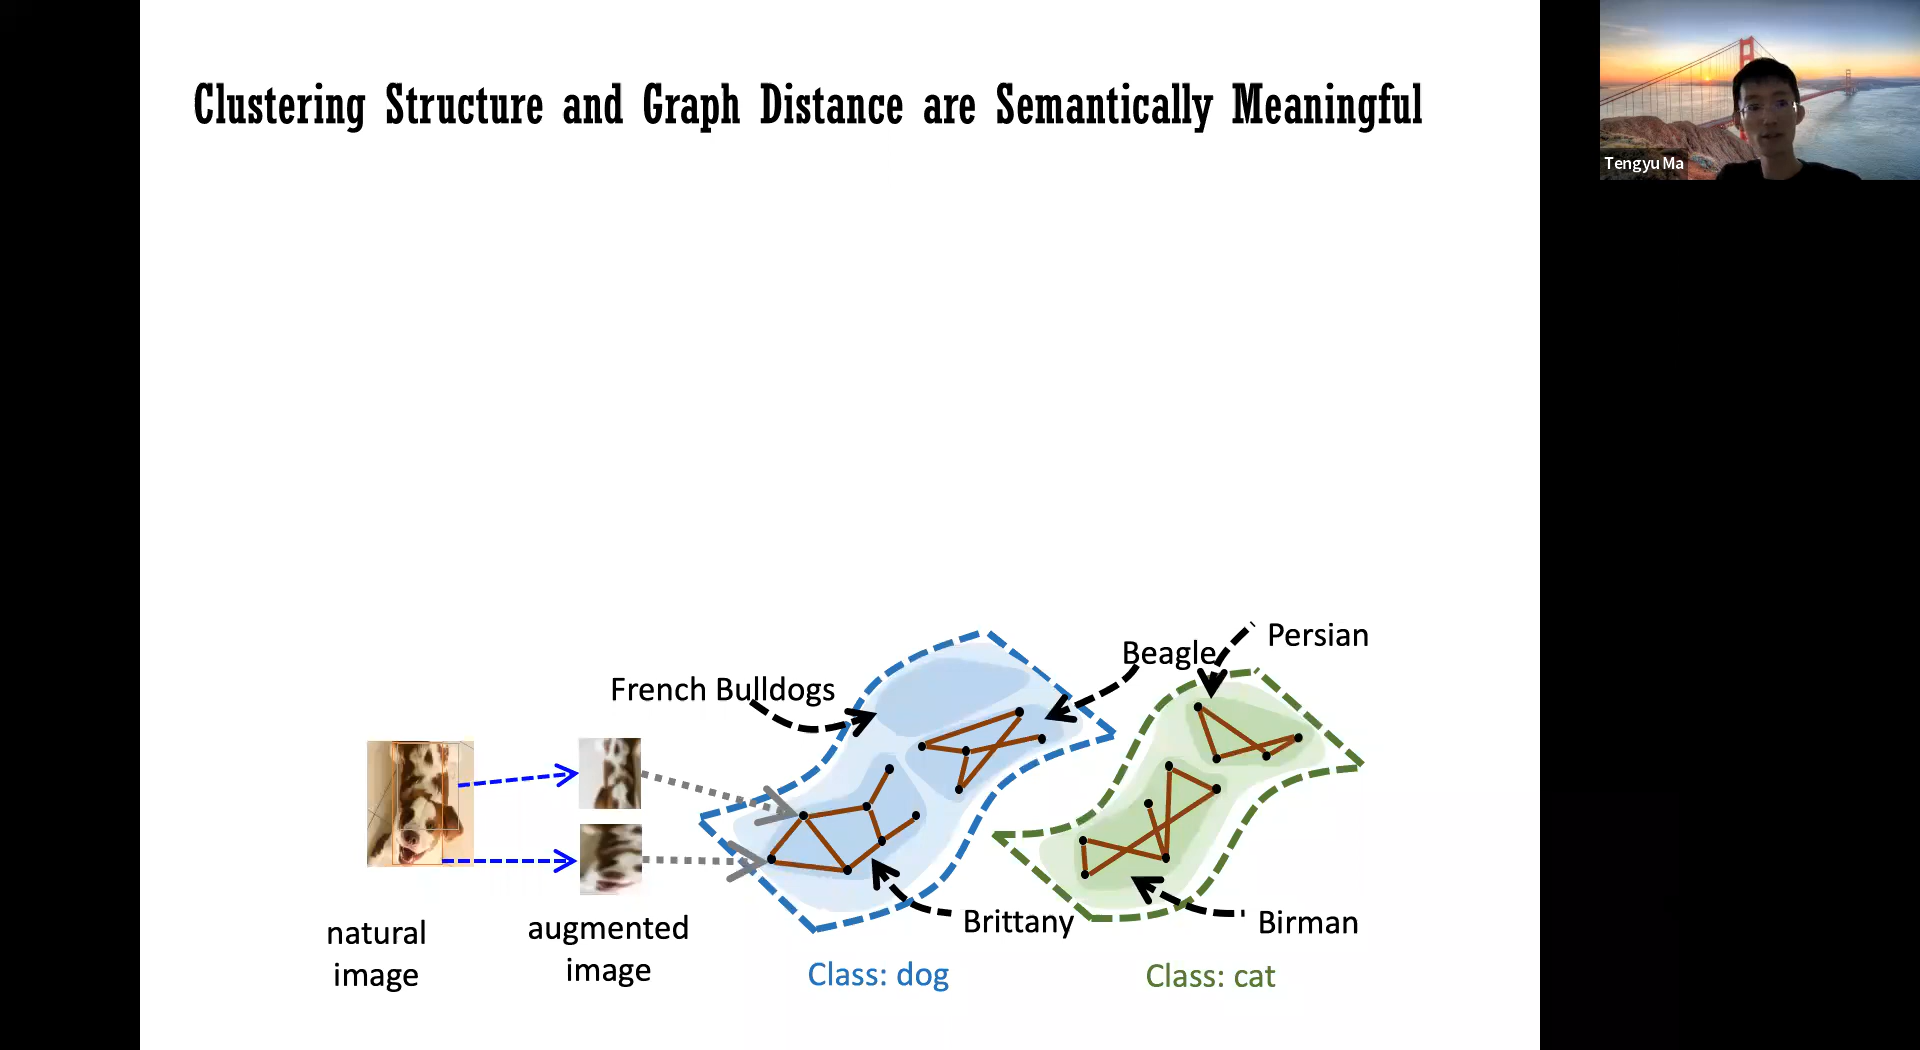 Clustering Structure and Graph Distance are Semantically Meaningful
Tengyu Ma
Persian
Beagle
French Bulldogs
Brittany
Birman
natural
image
augmented
image
Class: dog
Class: cat